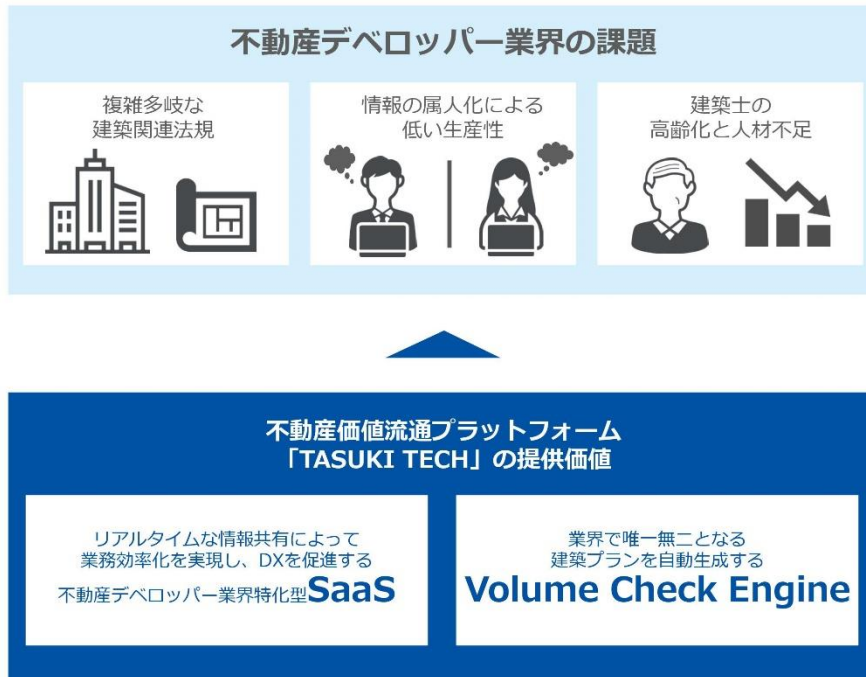 不動産デベロッパー業界の課題
複雑多岐な
建築関連法規
情報の属人化による
低い生産性
建築士の
高齢化と人材不足
不動産価値流通プラットフォーム
「TASUKI TECH」の提供価値
リアルタイムな情報共有によって
業務効率化を実現し、DXを促進する
不動産デベロッパー業界特化型SaaS
業界で唯一無二となる
建築プランを自動生成する
Volume Check Engine